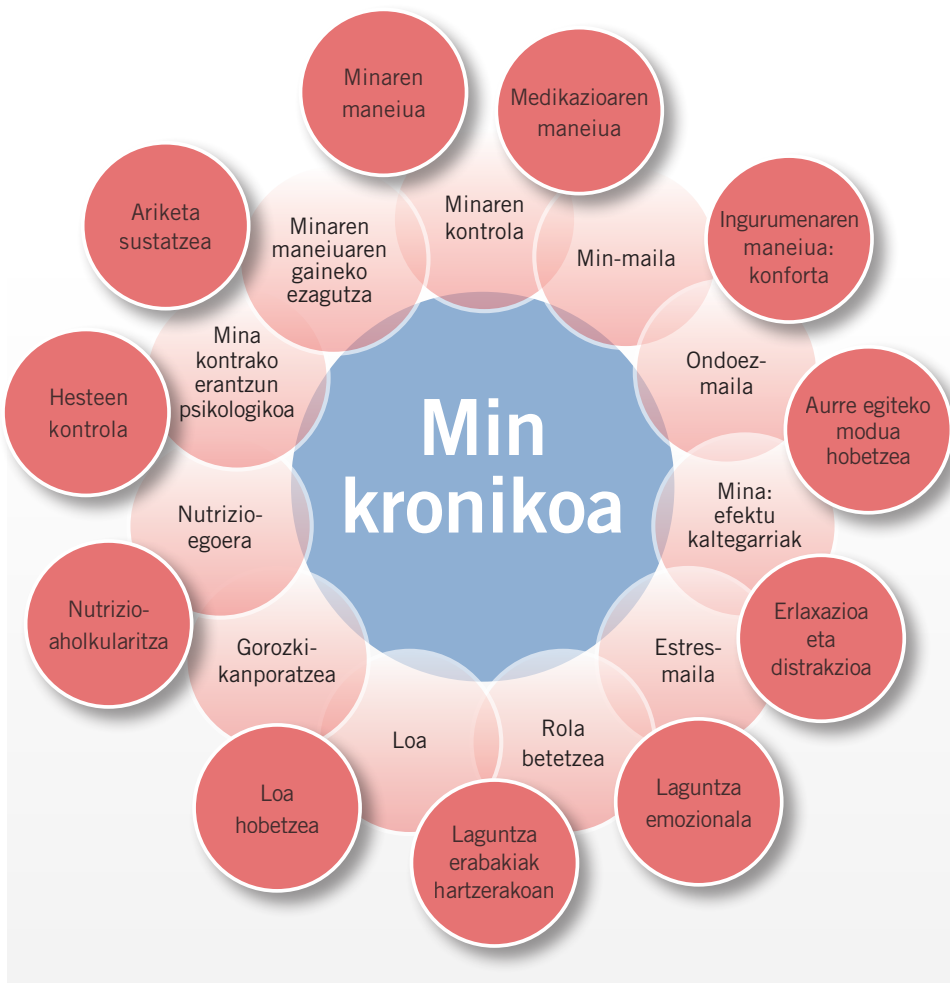 Min
kronikoa
Minaren
maneiua
Medikazioaren
maneiua
Ingurumenaren
maneiua:
konforta
Aurre egiteko
modua
hobetzea
Erlaxazioa
eta
distrakzioa
Laguntza
emozionala
Laguntza
erabakiak
hartzerakoan
Loa
hobetzea
Nutrizio-
aholkularitza
Hesteen
kontrola
Ariketa
sustatzea
Minaren
kontrola
Min-maila
Ondoez-
maila
Mina:
efektu
kaltegarriak
Estres-
maila
Rola
betetzea
Loa
Gorozki-
kanporatzea
Nutrizio-
egoera
Mina
kontrako
erantzun
psikologikoa
Minaren
maneiuaren
gaineko
ezagutza